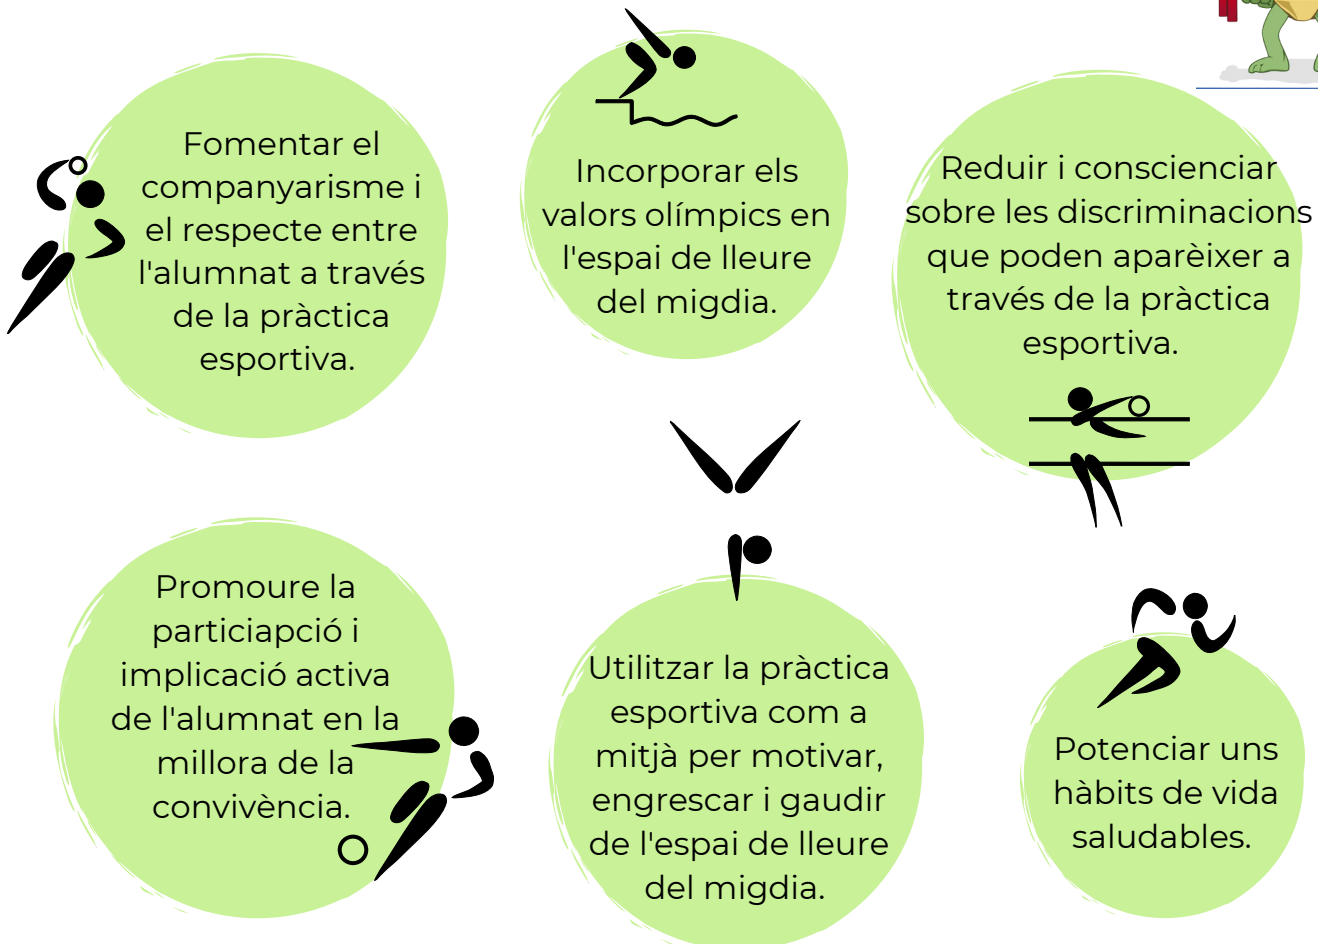 Fomentar el
companyarisme i
el respecte entre
l'alumnat a través
de la pràctica
esportiva.
Incorporar els
valors olímpics en
l'espai de lleure
del migdia.
Reduir i conscienciar
sobre les discriminacions
que poden aparèixer a
través de la pràctica
esportiva.
Promoure la
particiapció i
implicació activa
de l'alumnat en la
millora de la
convivència.
Utilitzar la pràctica
esportiva com a
mitjà per motivar,
engrescar i gaudir
de l'espai de lleure
del migdia.
Potenciar uns
hàbits de vida
saludables.